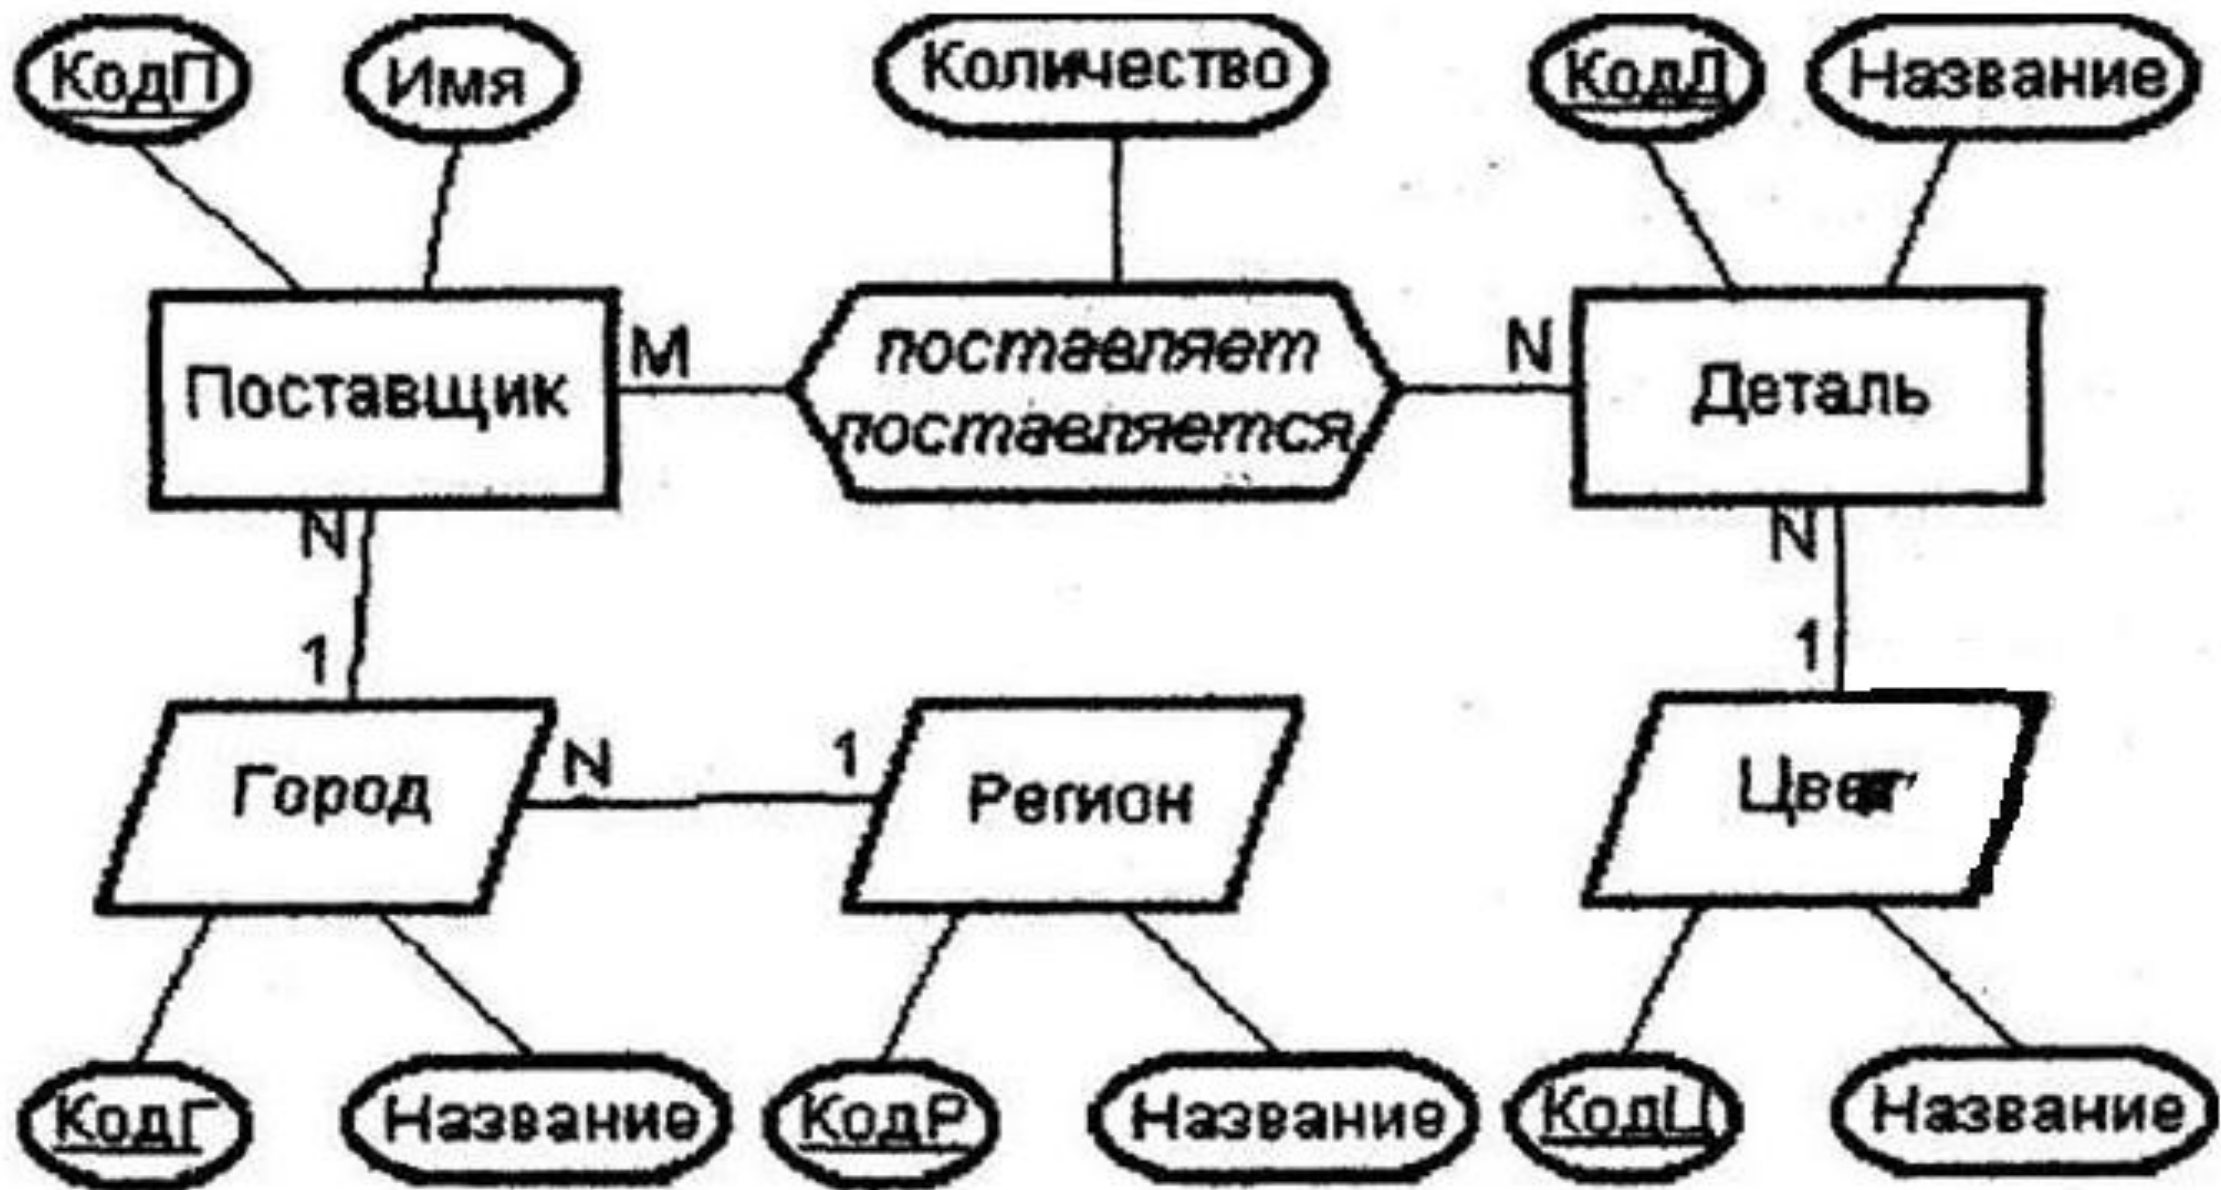 КодП Имя Количество КодД Название
поставляет
M N
Поставщик Деталь
поставляется
N N
1 1
N 1
Город Регион Цвет
КодГ Название КодР Название КодЦ Название